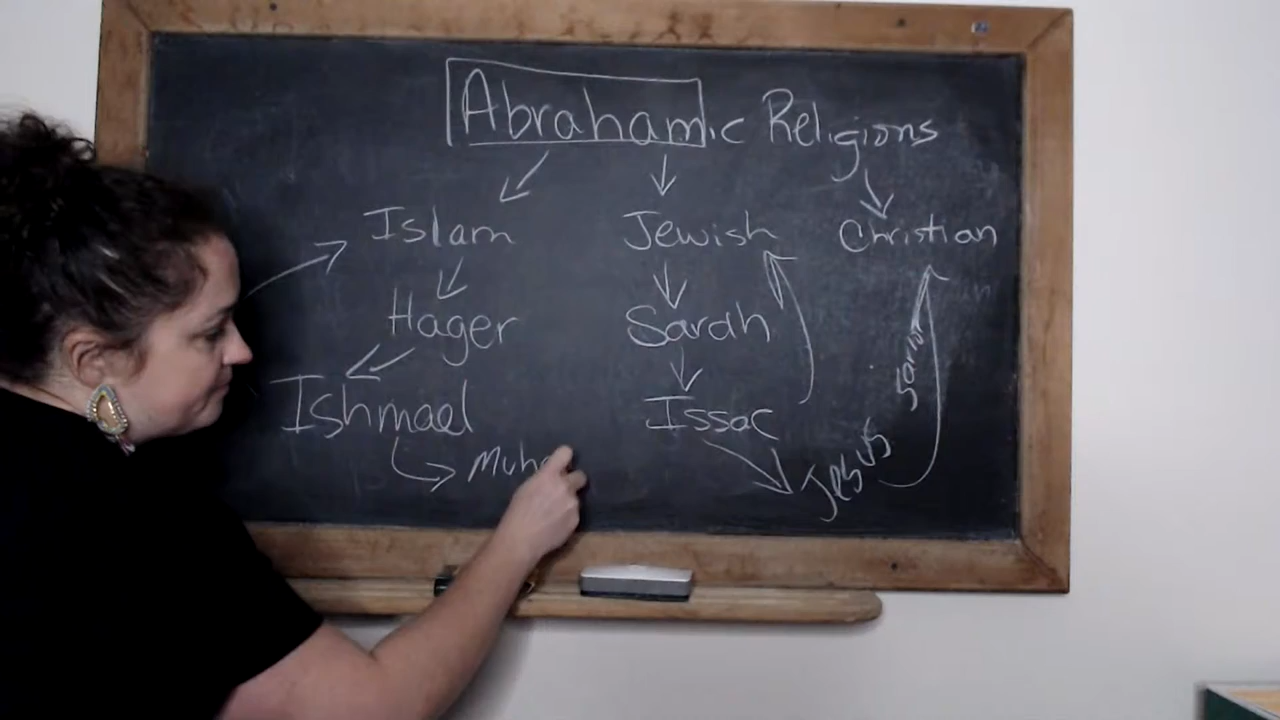 Abrahamic Religions
Islam Jewish Christian
Hager Sarah
Ishmael Issac
Jesus